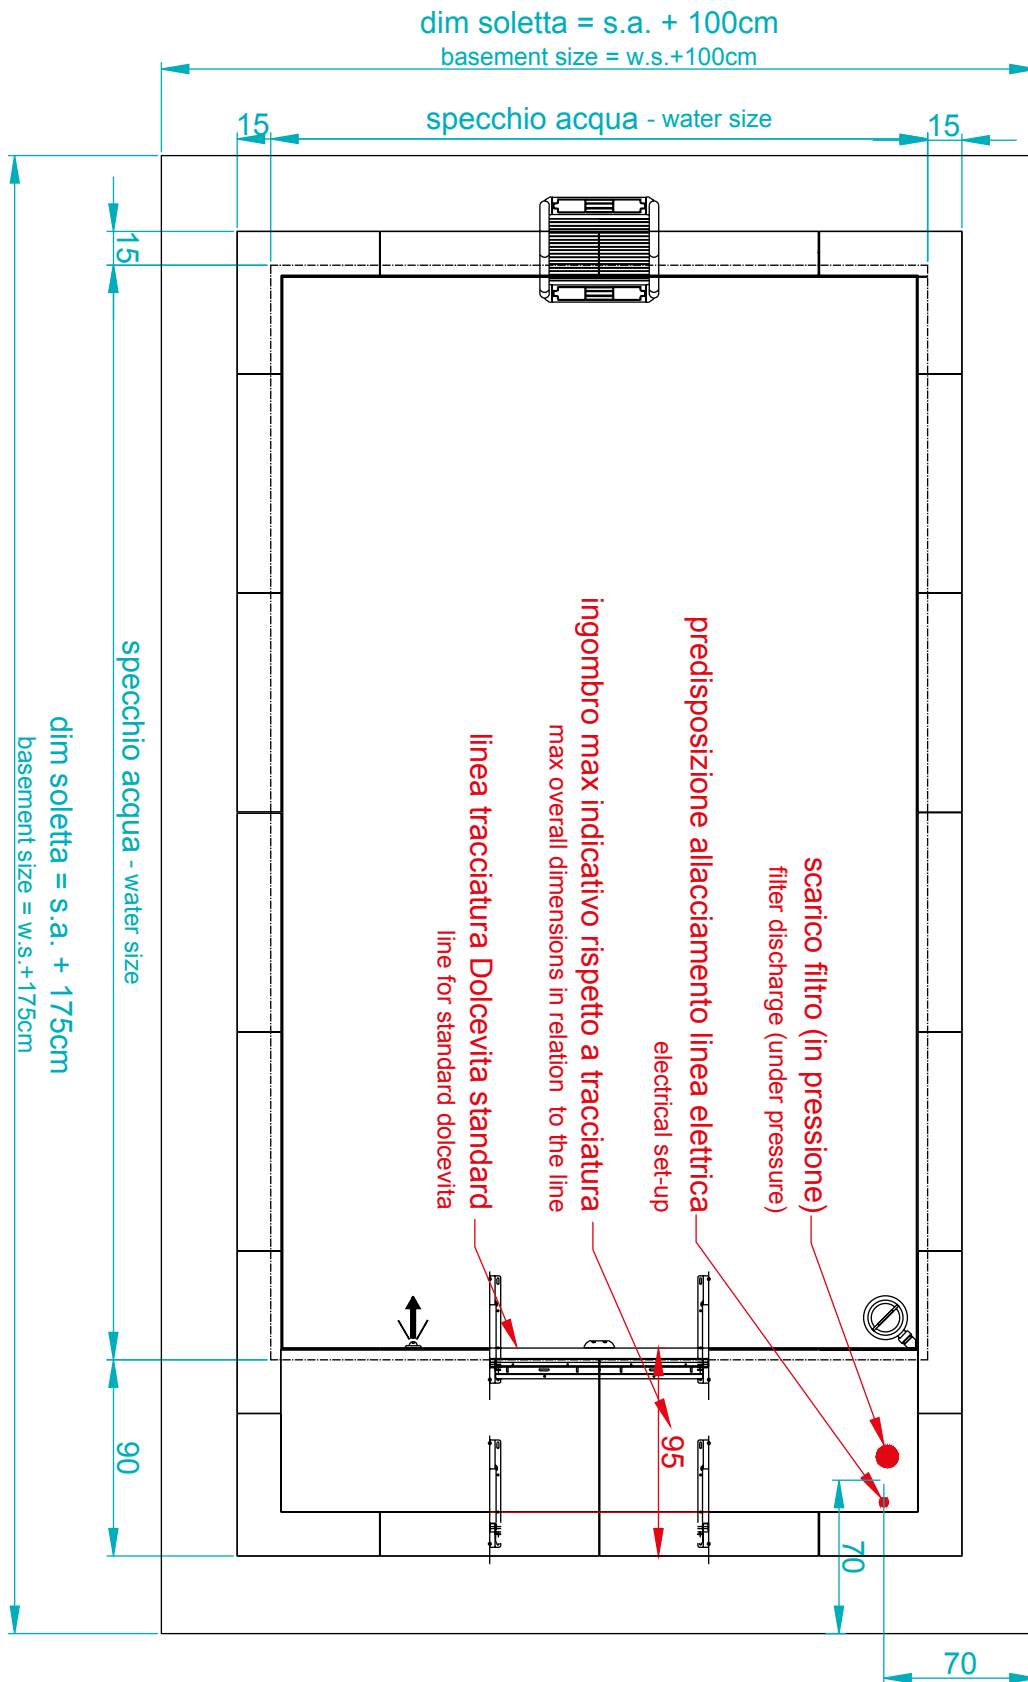 dim soletta = s.a. + 100cm
basement size = w.s.+100cm
15
specchio acqua - water size
15
15
specchio acqua - water size
dim soletta = s.a. + 175cm
basement size = w.s.+175cm
scarico filtro (in pressione)
filter discharge (under pressure)
predisposizione allacciamento linea elettrica
electrical set-up
ingombro max indicativo rispetto a tracciatura
max overall dimensions in relation to the line
linea tracciatura Dolcevita standard
line for standard dolcevita
90
95
70
70